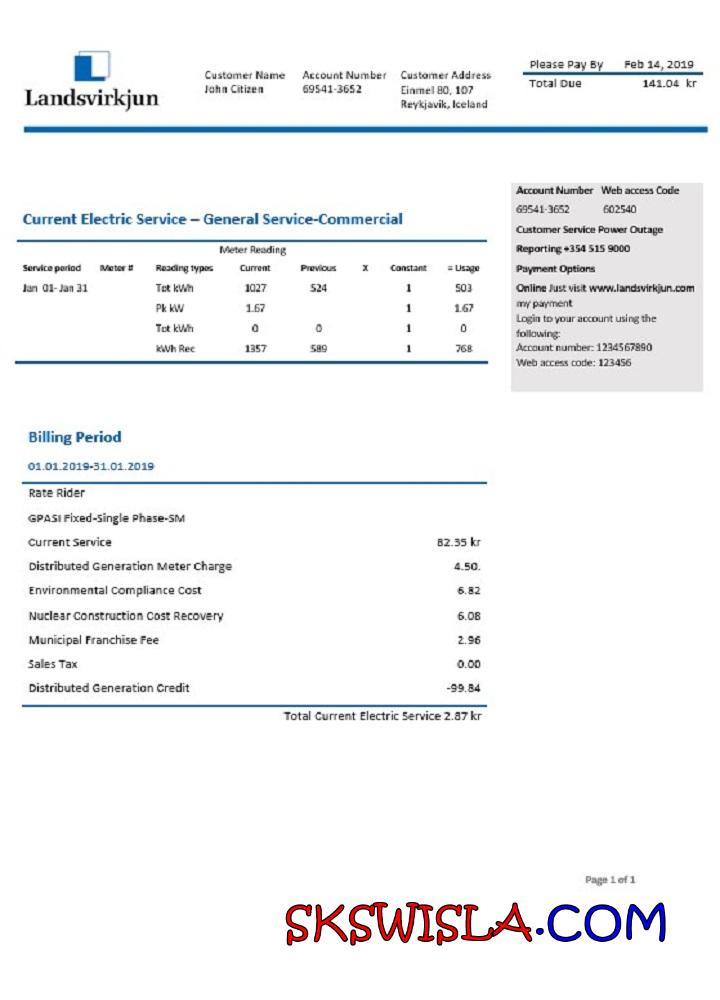 Landsvirkjun
Customer Name
John Citizen
Account Number
69541-3652
Customer Address
Einmel 80, 107
Reykjavik, Iceland
Please Pay By Feb 14, 2019
Total Due 141.04 kr
Current Electric Service – General Service-Commercial
Meter Reading
Service period Meter # Reading types Current Previous X Constant = Usage
Jan 01- Jan 31 Tot kWh 1027 524 1 503
Pk kW 1.67 1 1.67
Tot kWh 0 0 1 0
kWh Rec 1357 589 1 768
Account Number Web access Code
69541-3652 602540
Customer Service Power Outage
Reporting +354 515 9000
Payment Options
Online Just visit www.landsvirkjun.com
my payment
Login to your account using the
following:
Account number: 1234567890
Web access code: 123456
Billing Period
01.01.2019-31.01.2019
Rate Rider
GPASI Fixed-Single Phase-SM
Current Service 82.35 kr
Distributed Generation Meter Charge 4.50.
Environmental Compliance Cost 6.82
Nuclear Construction Cost Recovery 6.08
Municipal Franchise Fee 2.96
Sales Tax 0.00
Distributed Generation Credit -99.84
Total Current Electric Service 2.87 kr
Page 1 of 1
SKSWISLA.COM